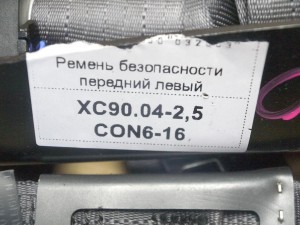 Ремень безопасности
передний левый
XC90.04-2,5
CON6-16